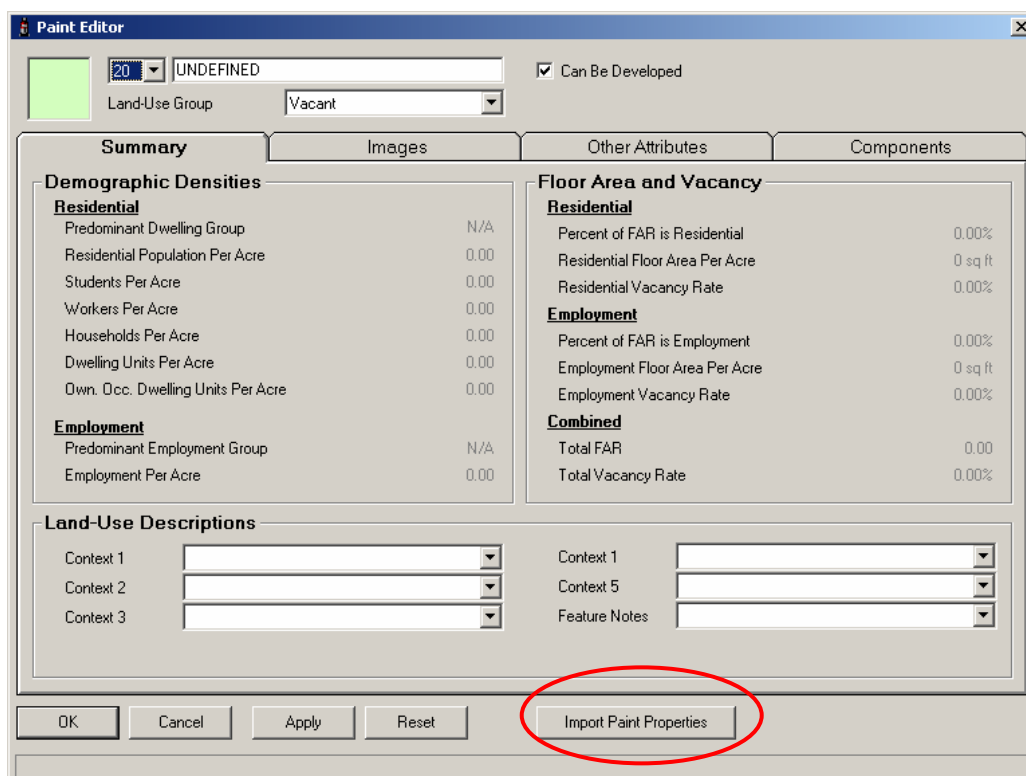 Paint Editor
20 UNDEFINED
Can Be Developed
Land-Use Group Vacant
Summary Images Other Attributes Components
Demographic Densities
Residential
Predominant Dwelling Group N/A
Residential Population Per Acre 0.00
Students Per Acre 0.00
Workers Per Acre 0.00
Households Per Acre 0.00
Dwelling Units Per Acre 0.00
Own. Occ. Dwelling Units Per Acre 0.00
Employment
Predominant Employment Group N/A
Employment Per Acre 0.00
Floor Area and Vacancy
Residential
Percent of FAR is Residential 0.00%
Residential Floor Area Per Acre 0 sq ft
Residential Vacancy Rate 0.00%
Employment
Percent of FAR is Employment 0.00%
Employment Floor Area Per Acre 0 sq ft
Employment Vacancy Rate 0.00%
Combined
Total FAR 0.00
Total Vacancy Rate 0.00%
Land-Use Descriptions
Context 1
Context 2
Context 3
Context 1
Context 5
Feature Notes
OK Cancel Apply Reset Import Paint Properties